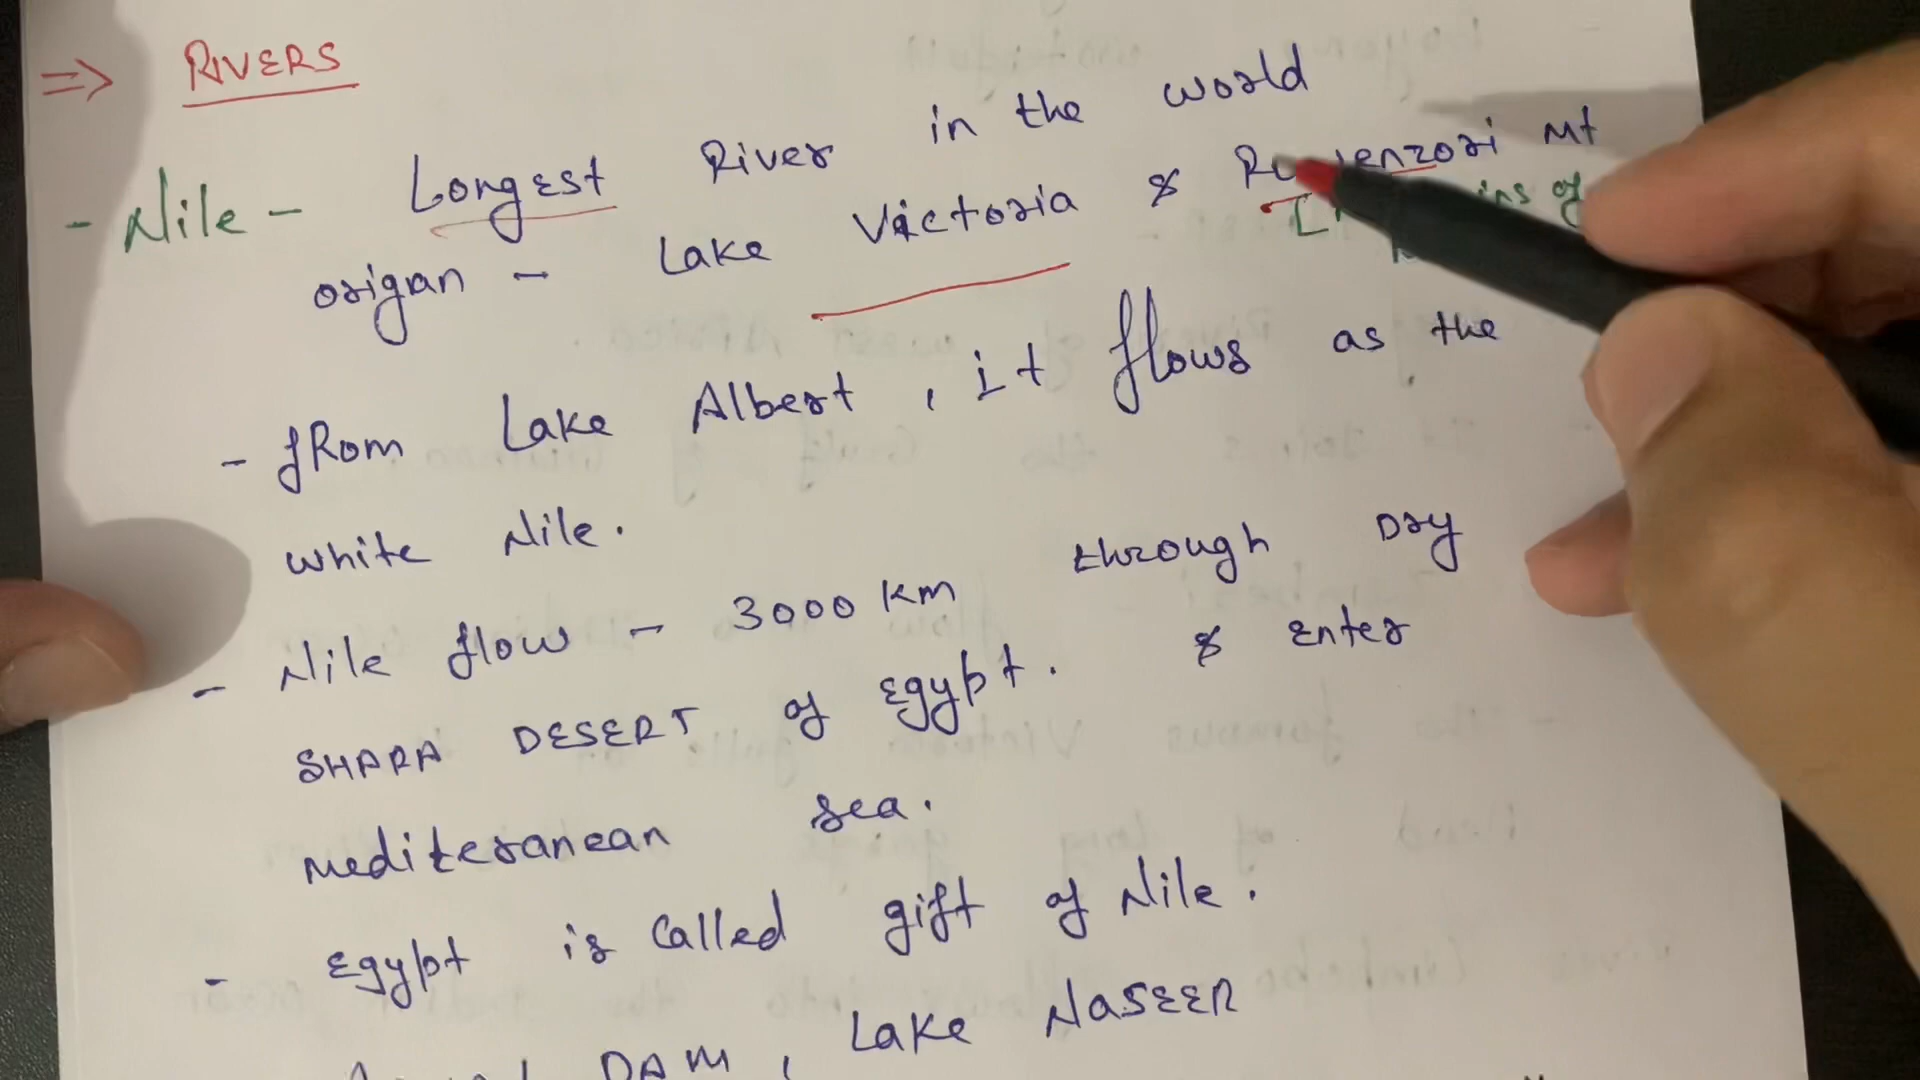 => RIVERS
- Nile - Longest River in the world
origan - Lake Victoria & Ruwenzori Mt
of
- from Lake Albert, it flows as the
white Nile.
- Nile flow - 3000 km through Dry
SHARA DESERT of Egypt. & enter
mediteranean sea.
- Egypt is called gift of Nile.
DAM, Lake NASEER